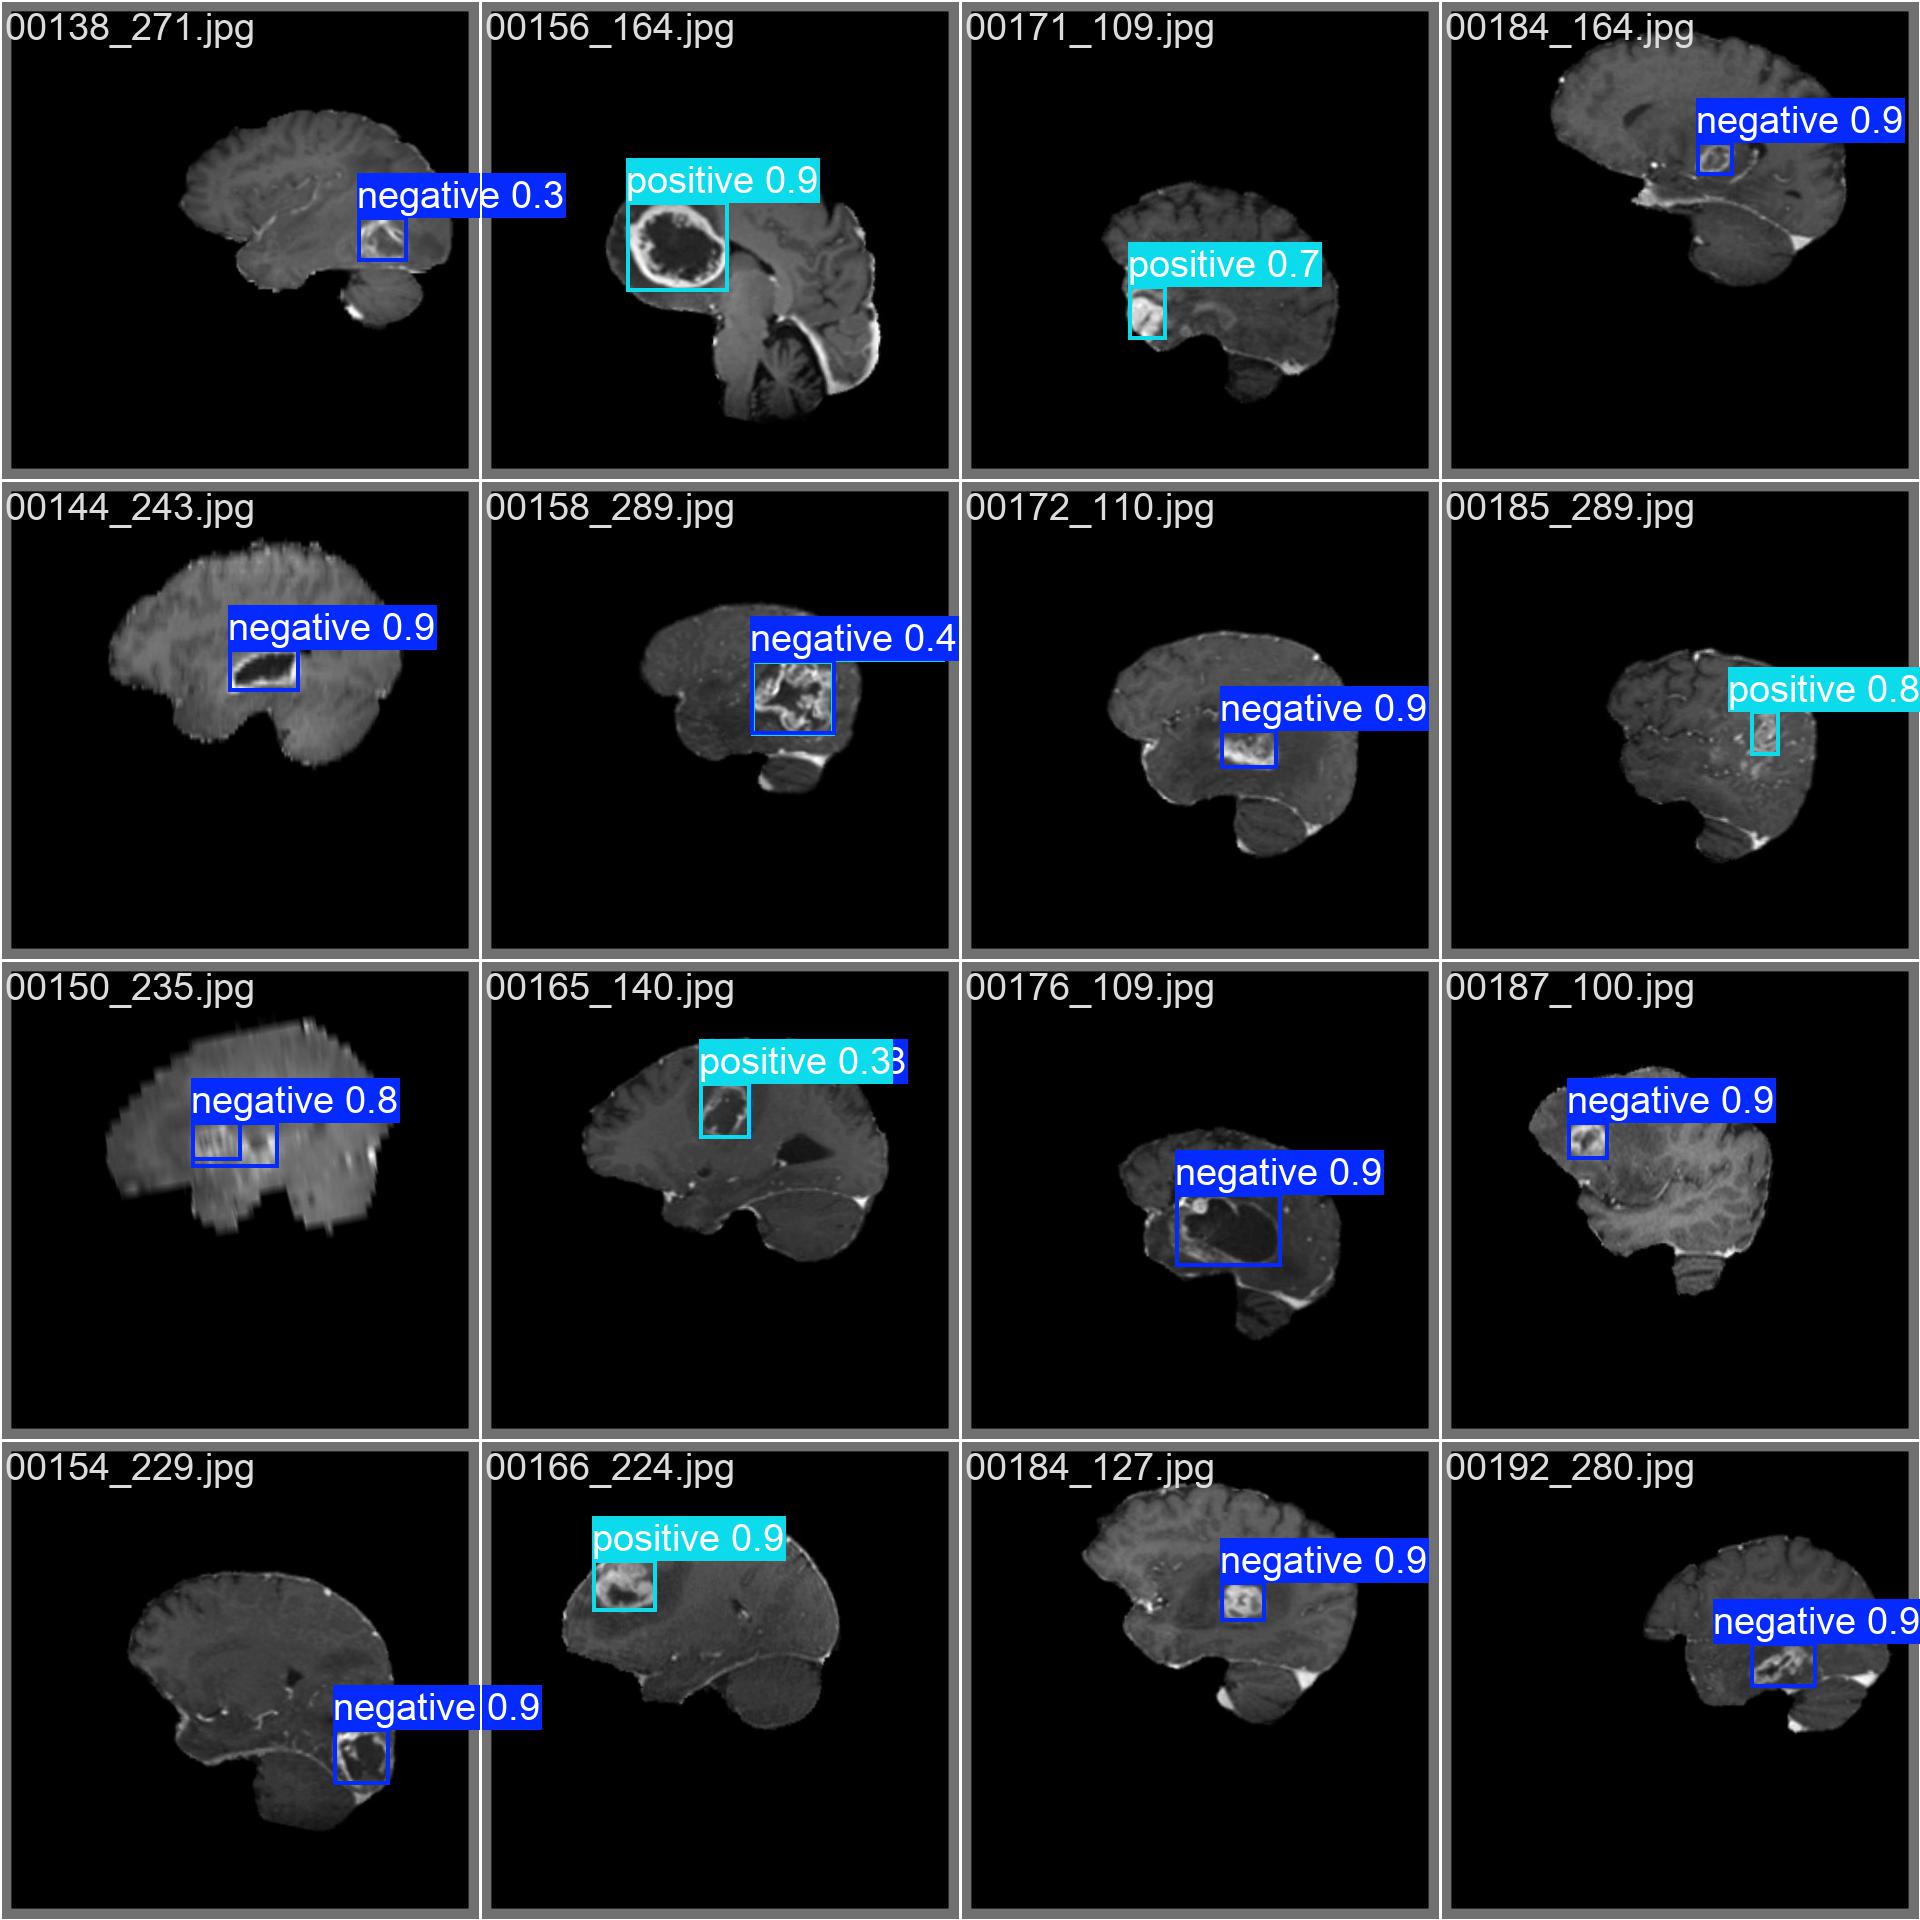 00138_271.jpg
negative 0.3
00156_164.jpg
positive 0.9
00171_109.jpg
positive 0.7
00184_164.jpg
negative 0.9
00144_243.jpg
negative 0.9
00158_289.jpg
negative 0.4
00172_110.jpg
negative 0.9
00185_289.jpg
positive 0.8
00150_235.jpg
negative 0.8
00165_140.jpg
positive 0.3
00176_109.jpg
negative 0.9
00187_100.jpg
negative 0.9
00154_229.jpg
negative 0.9
00166_224.jpg
positive 0.9
00184_127.jpg
negative 0.9
00192_280.jpg
negative 0.9